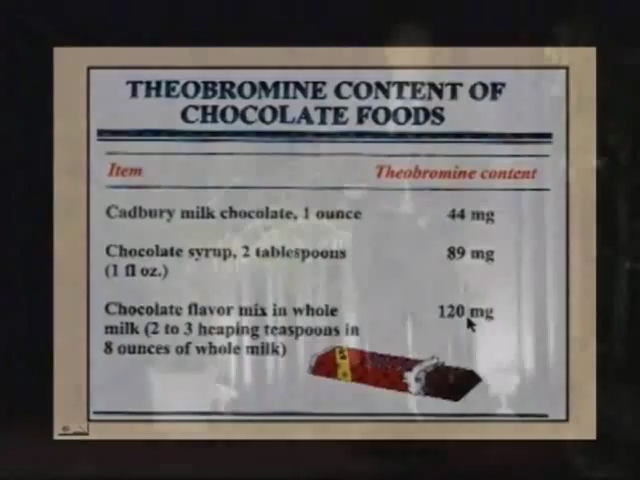 THEOBROMINE CONTENT OF
CHOCOLATE FOODS
Item Theobromine content
Cadbury milk chocolate, 1 ounce 44 mg
Chocolate syrup, 2 tablespoons 89 mg
(1 fl oz.)
Chocolate flavor mix in whole 120 mg
milk (2 to 3 heaping teaspoons in
8 ounces of whole milk)